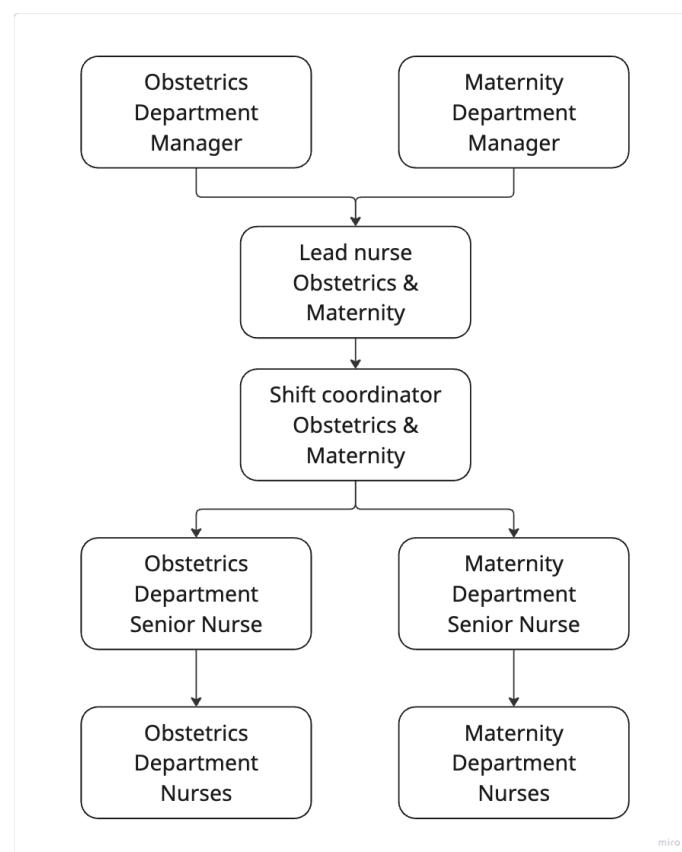 Obstetrics
Department
Manager
Maternity
Department
Manager
Lead nurse
Obstetrics &
Maternity
Shift coordinator
Obstetrics &
Maternity
Obstetrics
Department
Senior Nurse
Maternity
Department
Senior Nurse
Obstetrics
Department
Nurses
Maternity
Department
Nurses
miro